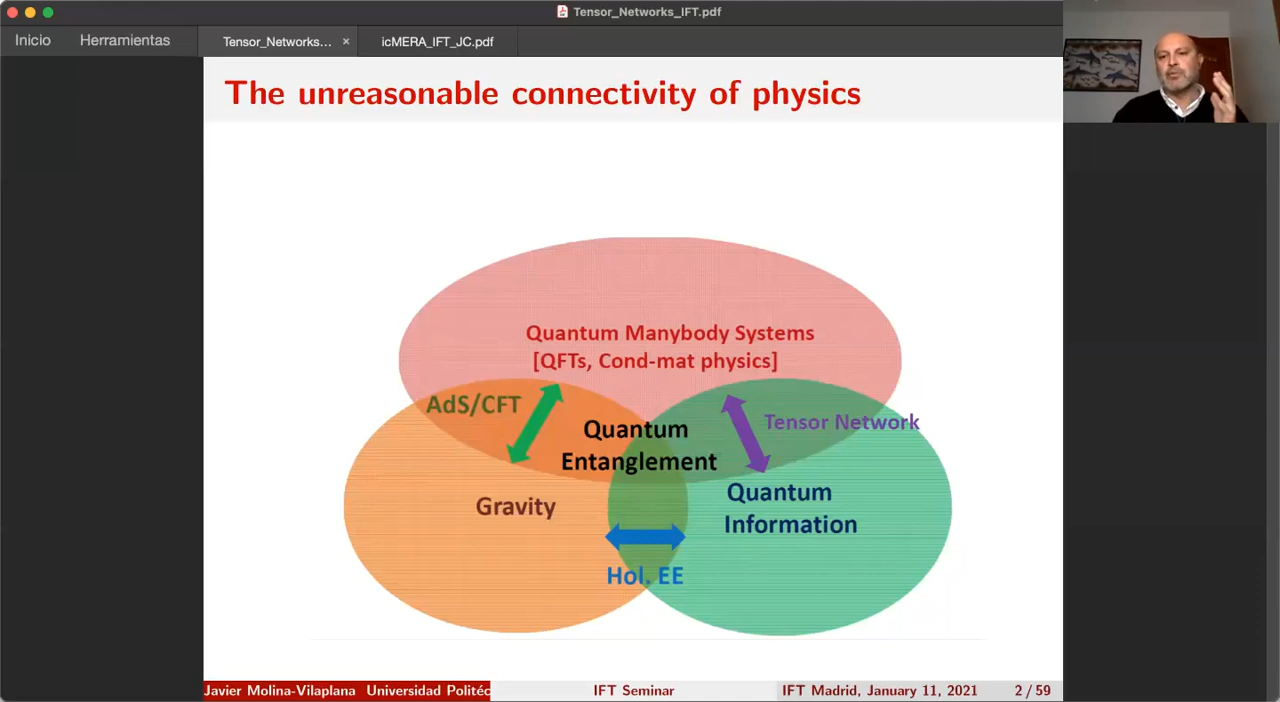 Tensor_Networks_IFT.pdf
Inicio Herramientas Tensor_Networks... × icMERA_IFT_JC.pdf
The unreasonable connectivity of physics
Quantum Manybody Systems
[QFTs, Cond-mat physics]
AdS/CFT
Tensor Network
Quantum
Entanglement
Gravity
Quantum
Information
Hol. EE
Javier Molina-Vilaplana Universidad Politéc IFT Seminar IFT Madrid, January 11, 2021 2 / 59